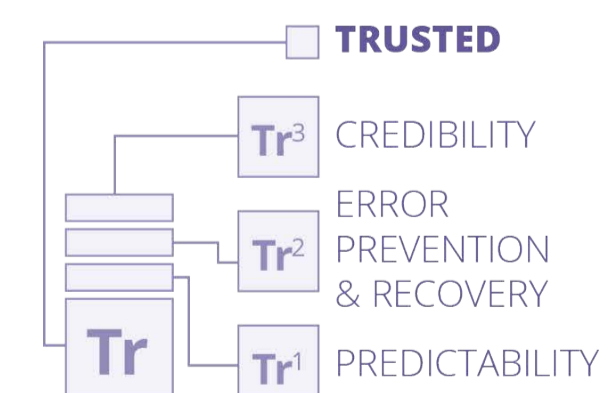 TRUSTED
Tr³ CREDIBILITY
ERROR
Tr² PREVENTION
& RECOVERY
Tr
Tr¹ PREDICTABILITY